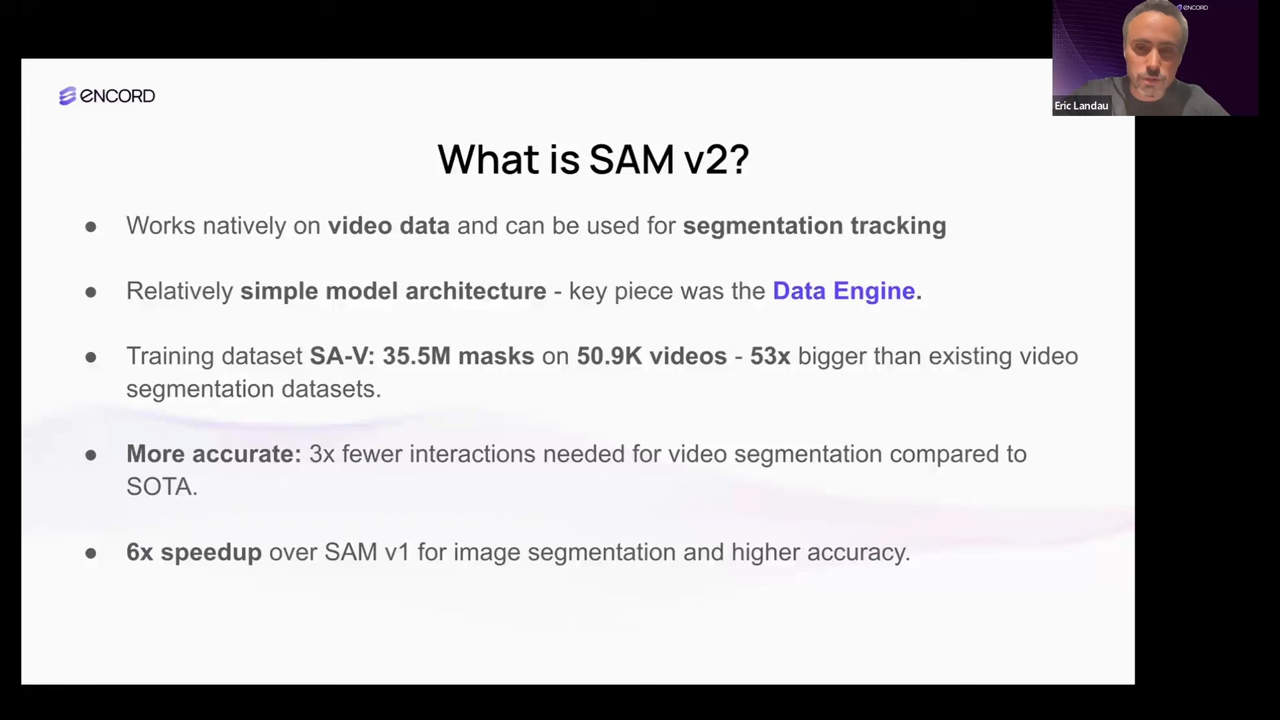 ENCORD
Eric Landau
ENCORD
What is SAM v2?
● Works natively on video data and can be used for segmentation tracking
● Relatively simple model architecture - key piece was the Data Engine.
● Training dataset SA-V: 35.5M masks on 50.9K videos - 53x bigger than existing video
segmentation datasets.
● More accurate: 3x fewer interactions needed for video segmentation compared to
SOTA.
● 6x speedup over SAM v1 for image segmentation and higher accuracy.